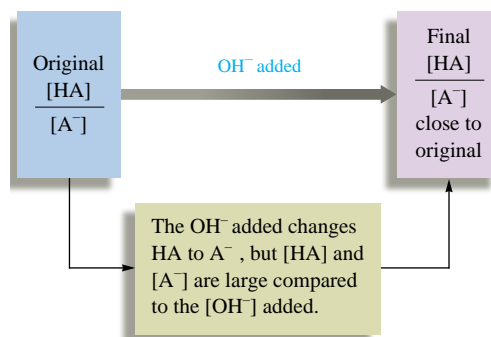 Original
[HA]
[A⁻]
OH⁻ added
Final
[HA]
[A⁻]
close to
original
The OH⁻ added changes
HA to A⁻ , but [HA] and
[A⁻] are large compared
to the [OH⁻] added.